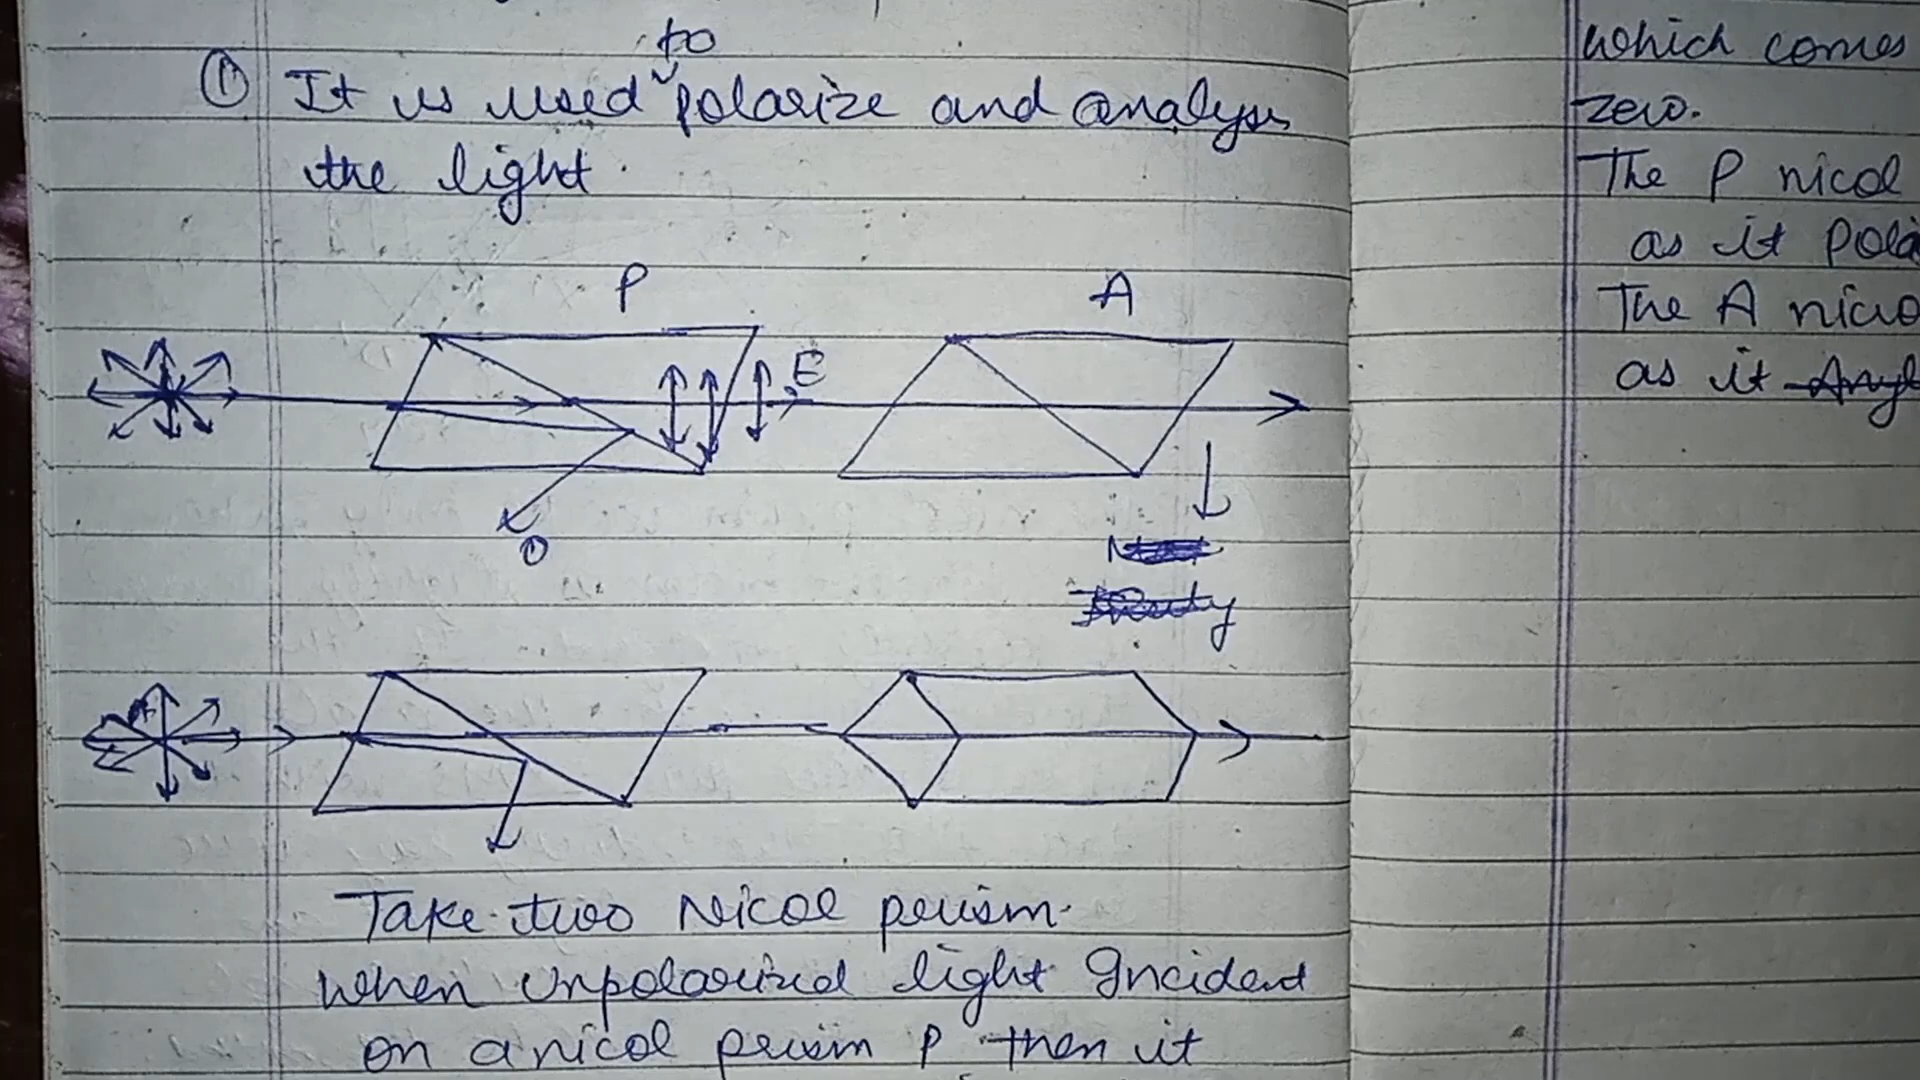 to
① It is used polarize and analyse
the light.
P
A
E
O
Take two Nicol prism.
When Unpolarized light Incident
on a nicol prism P then it
which comes
zero.
The P nicol
as it Pola
The A nico
as it